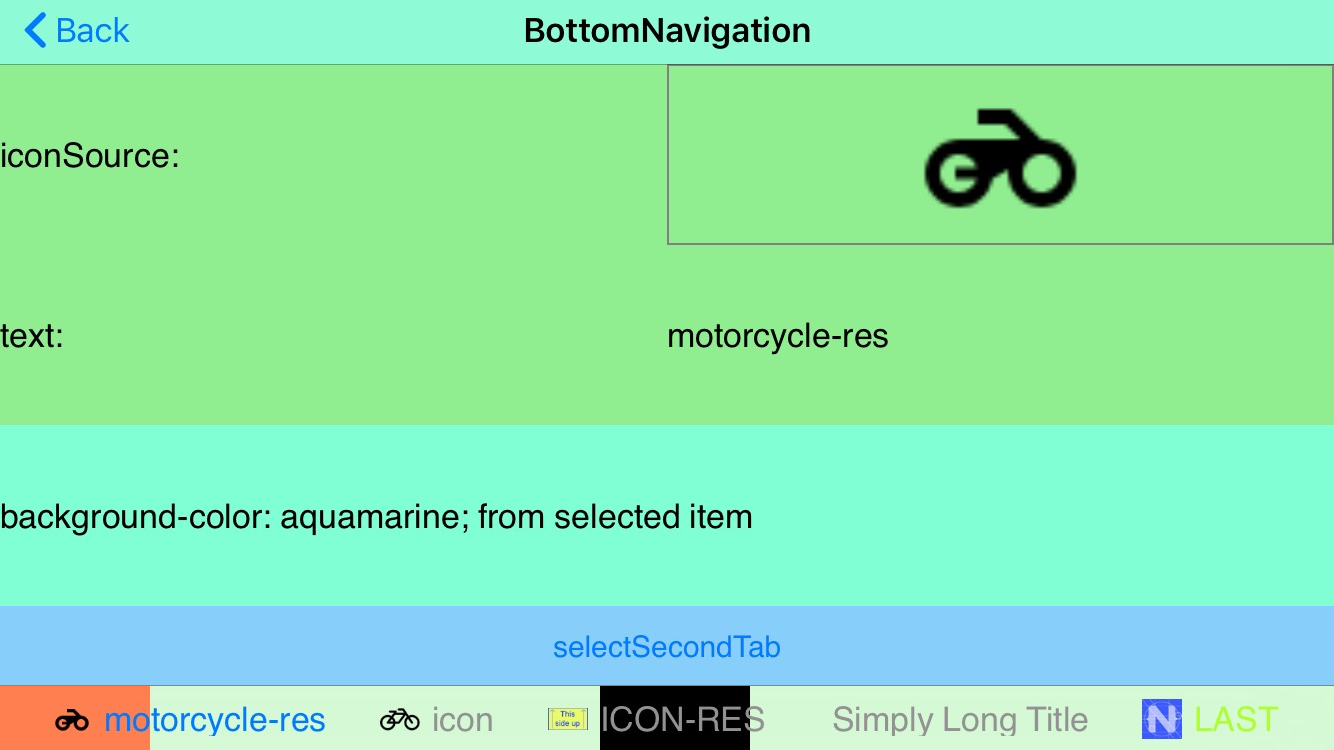 Back
BottomNavigation
iconSource:
text:
motorcycle-res
background-color: aquamarine; from selected item
selectSecondTab
motorcycle-res
icon
This
side up
ICON-RES
Simply Long Title
N
LAST